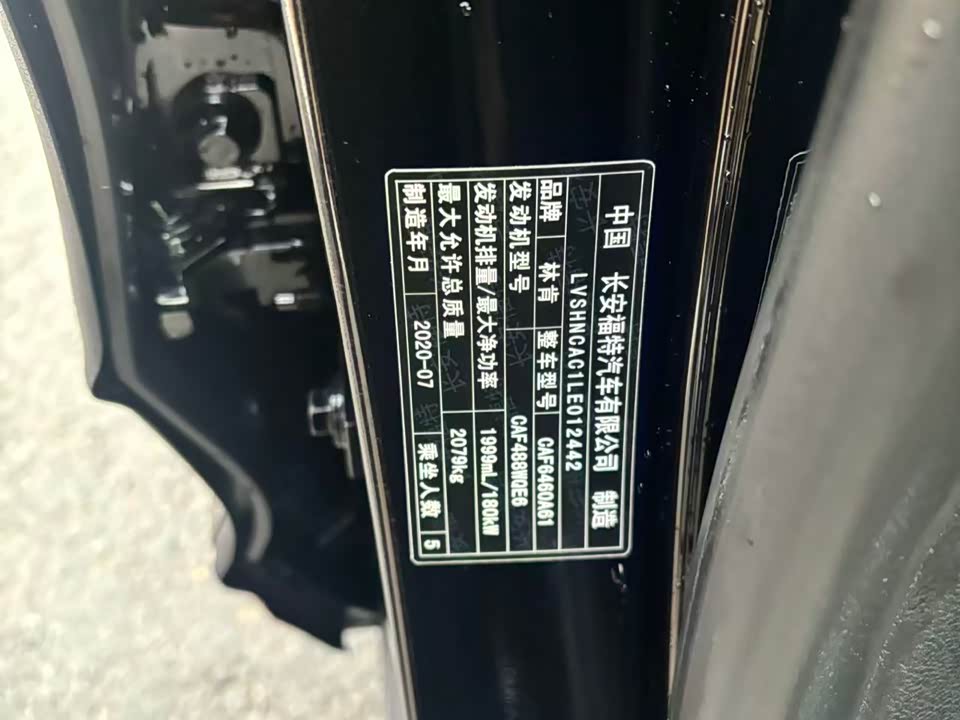 中国 长安福特汽车有限公司 制造
LVSHNCAC1LE012442
品牌 林肯 整车型号 CAF6460A61
发动机型号 CAF488WQE6
发动机排量/最大净功率 1999mL/180kW
最大允许总质量 2079kg
制造年月 2020-07 乘坐人数 5